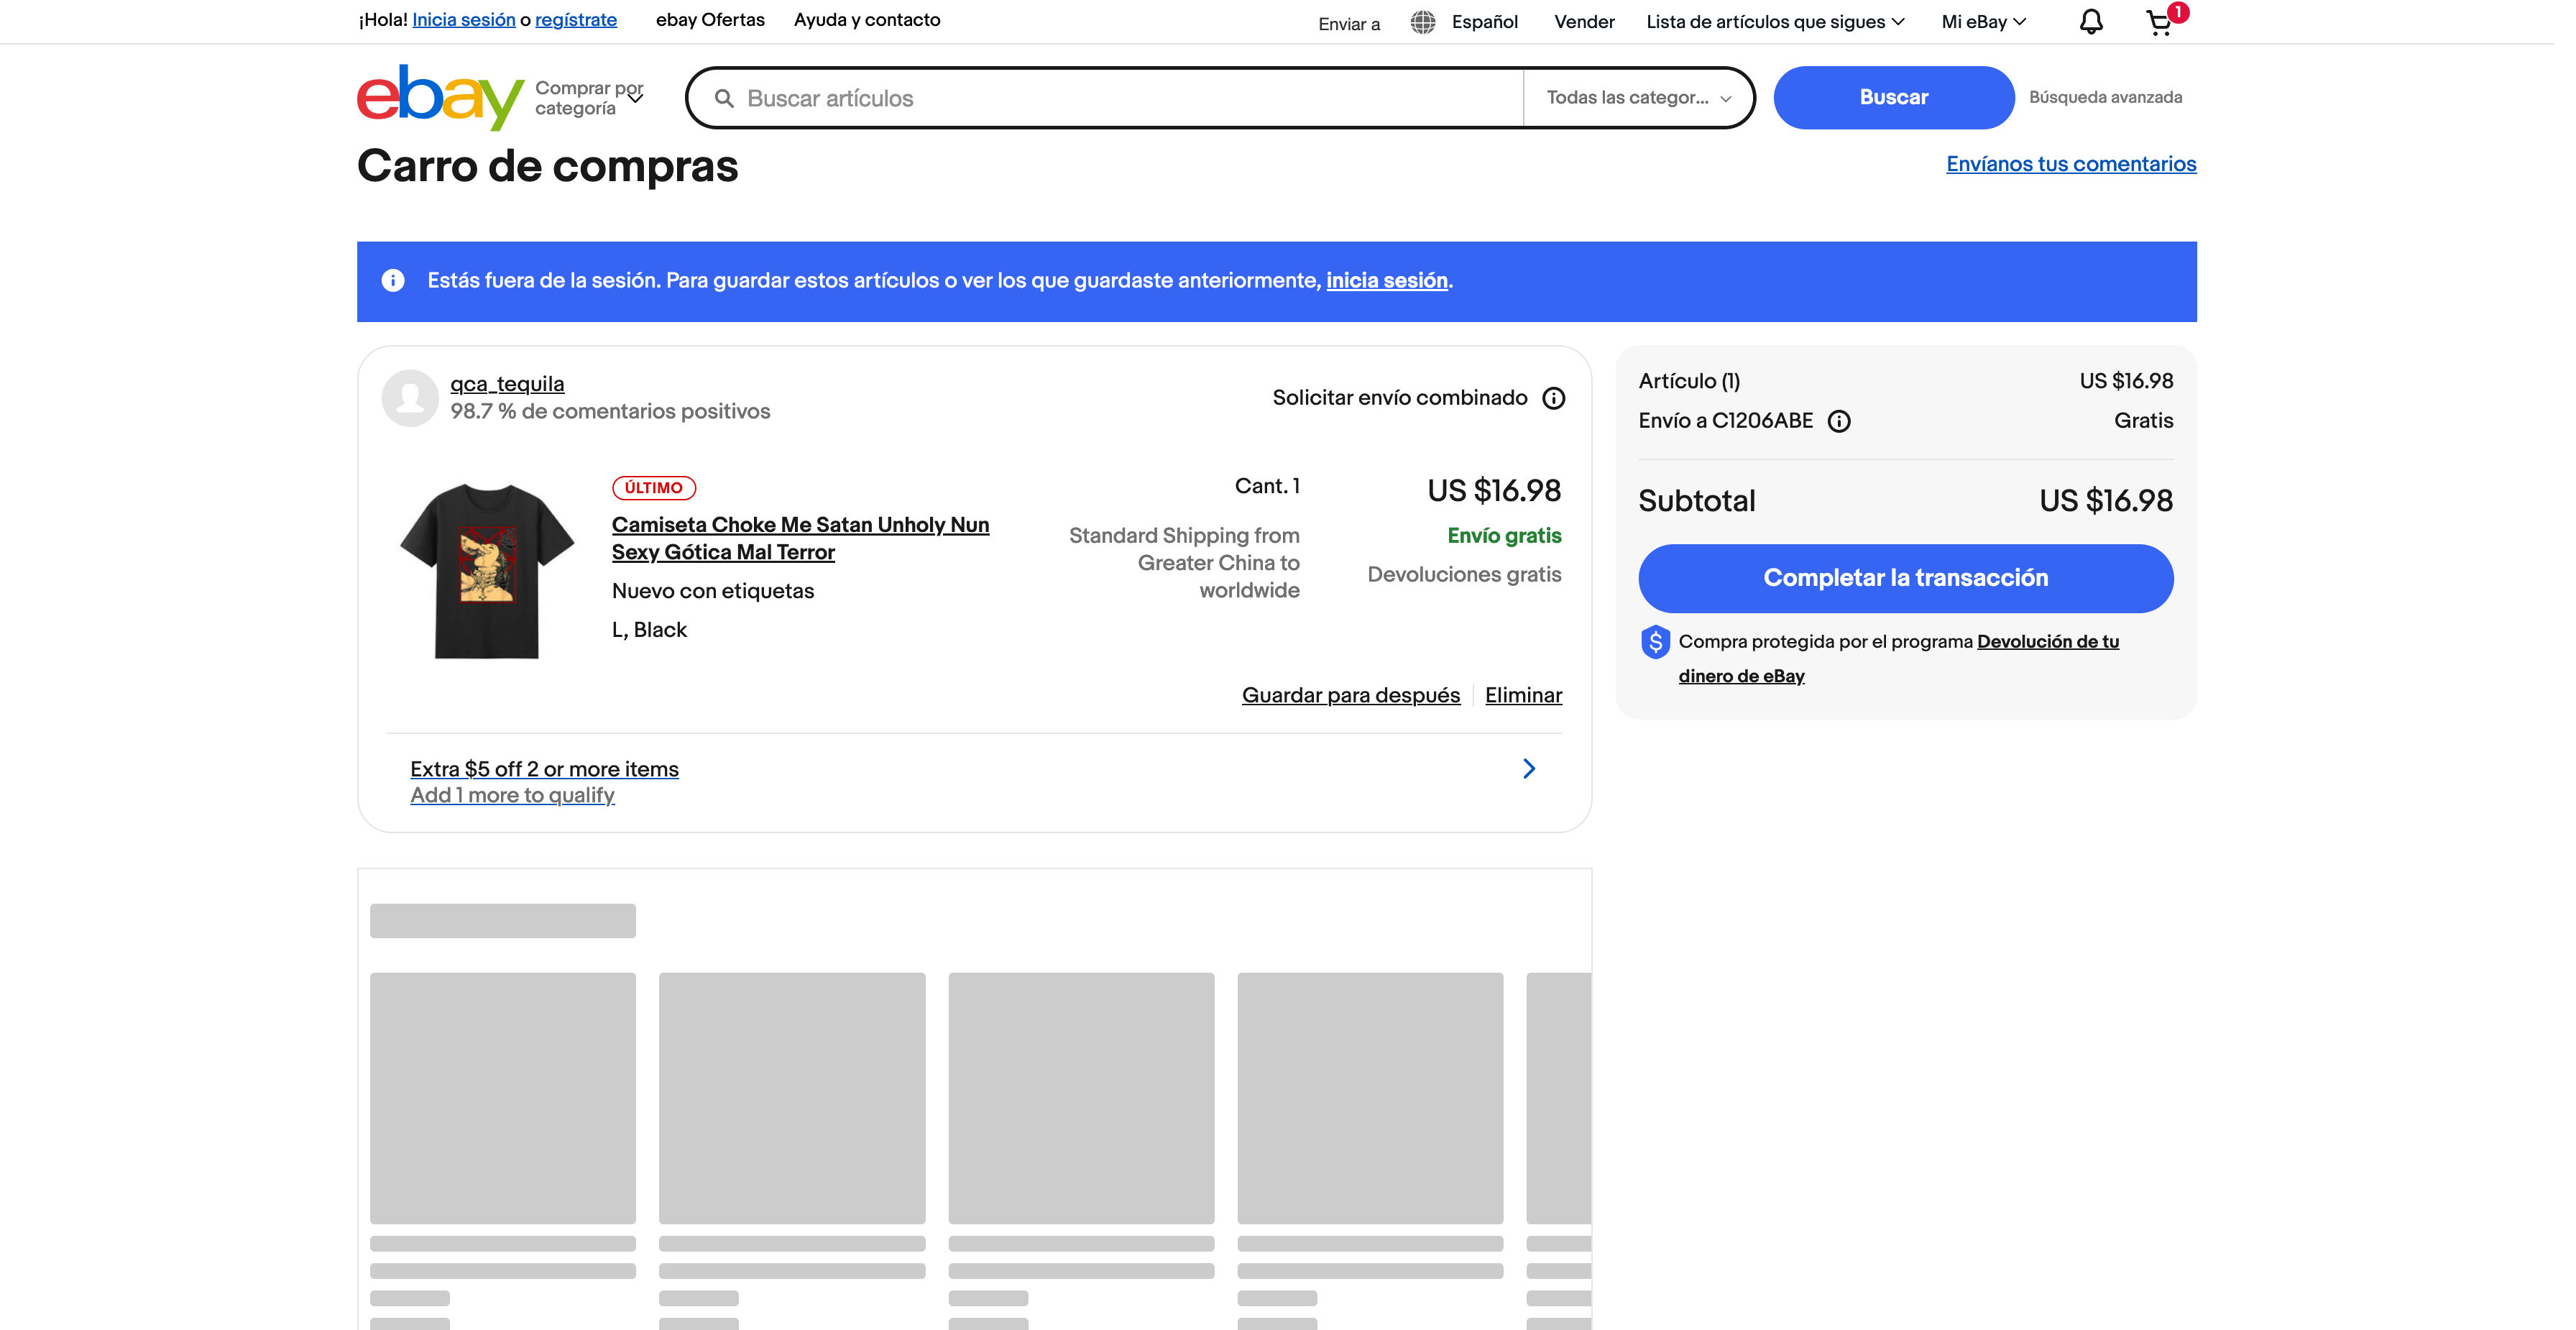 ¡Hola! Inicia sesión o regístrate ebay Ofertas Ayuda y contacto Enviar a Español Vender Lista de artículos que sigues Mi eBay 1
ebay Comprar por categoría Buscar artículos Todas las categor... Buscar Búsqueda avanzada
Carro de compras Envíanos tus comentarios
Estás fuera de la sesión. Para guardar estos artículos o ver los que guardaste anteriormente, inicia sesión.
qca_tequila
98.7 % de comentarios positivos
Solicitar envío combinado
ÚLTIMO
Camiseta Choke Me Satan Unholy Nun
Sexy Gótica Mal Terror
Nuevo con etiquetas
L, Black
Cant. 1
Standard Shipping from
Greater China to
worldwide
US $16.98
Envío gratis
Devoluciones gratis
Guardar para después Eliminar
Extra $5 off 2 or more items
Add 1 more to qualify
Artículo (1) US $16.98
Envío a C1206ABE Gratis
Subtotal US $16.98
Completar la transacción
$ Compra protegida por el programa Devolución de tu
dinero de eBay